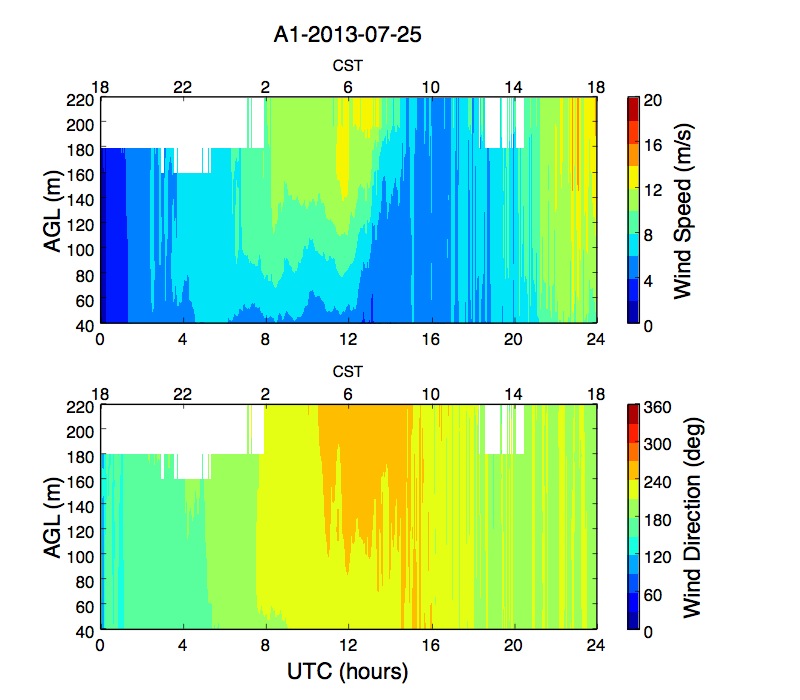 A1-2013-07-25
CST
18 22 2 6 10 14 18
220
200
180
160
140
120
100
80
60
40
AGL (m)
0 4 8 12 16 20 24
20
16
12
8
4
0
Wind Speed (m/s)
CST
18 22 2 6 10 14 18
220
200
180
160
140
120
100
80
60
40
AGL (m)
0 4 8 12 16 20 24
UTC (hours)
360
300
240
180
120
60
0
Wind Direction (deg)